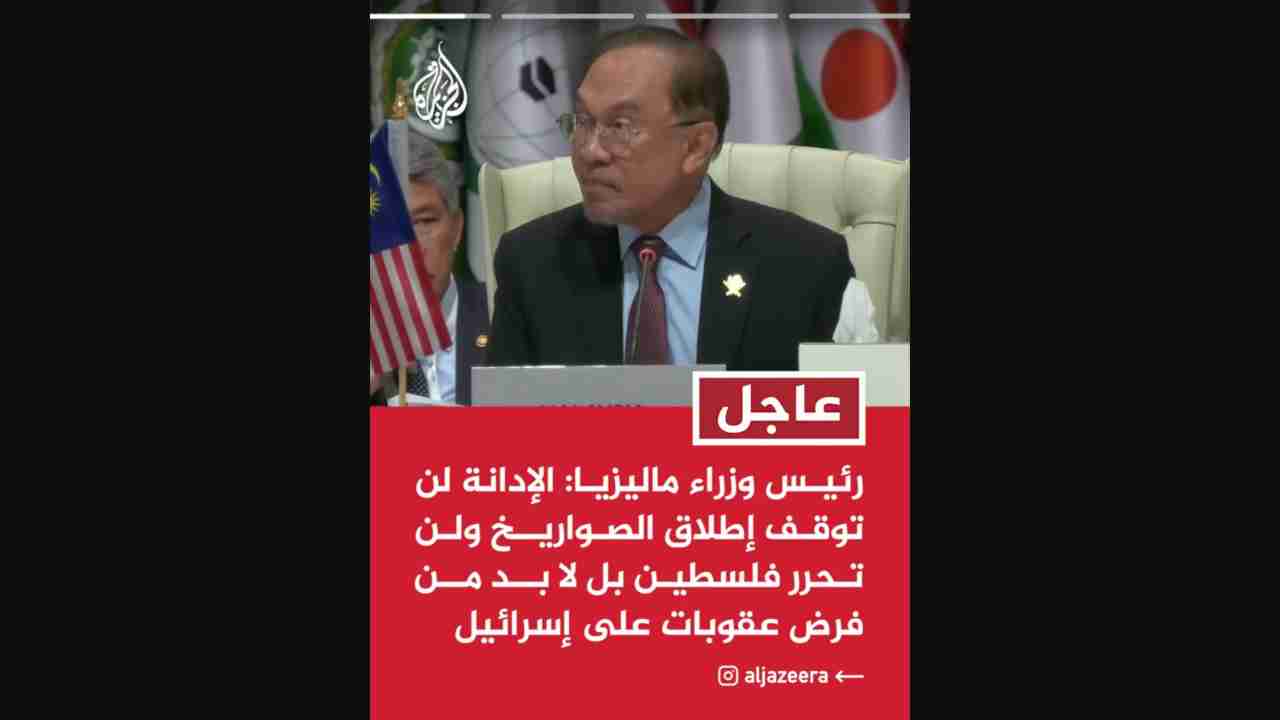 الجزيرة
عاجل
رئيس وزراء ماليزيا: الإدانة لن
توقف إطلاق الصواريخ ولن
تحرر فلسطين بل لا بد من
فرض عقوبات على إسرائيل
aljazeera